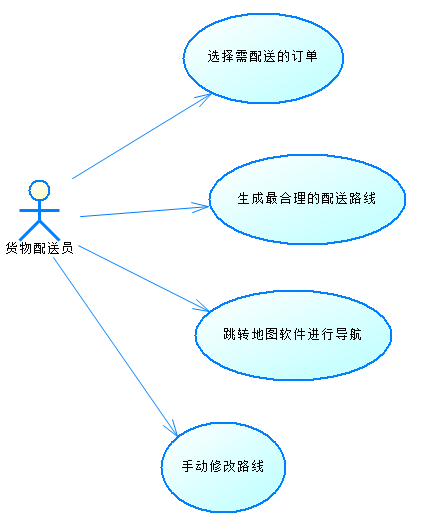 选择需配送的订单
生成最合理的配送路线
货物配送员
跳转地图软件进行导航
手动修改路线